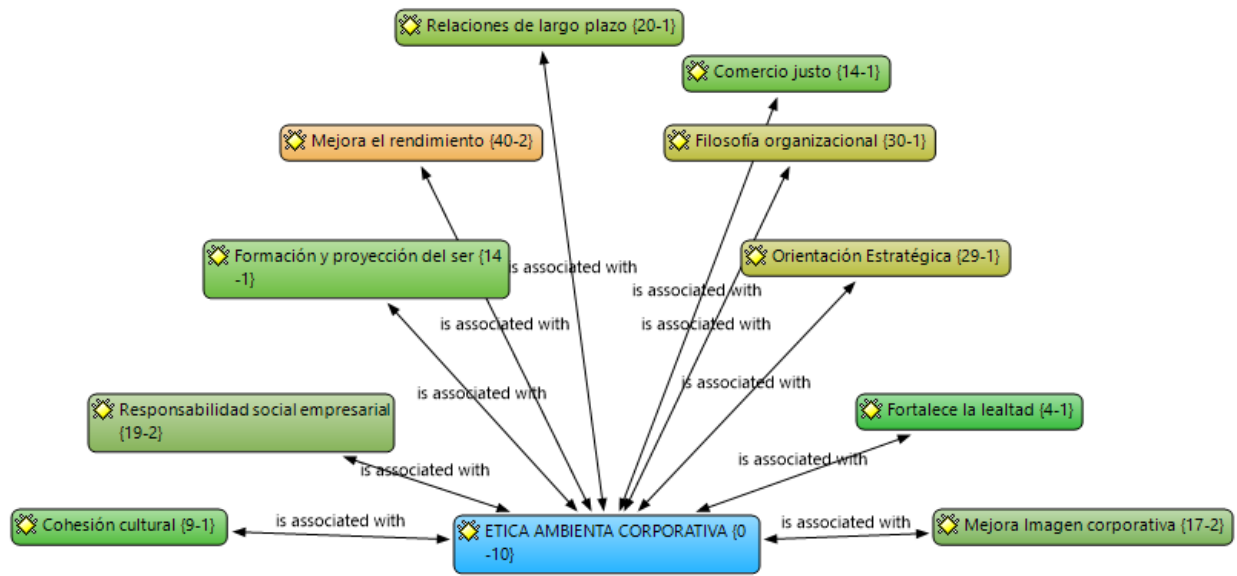 Relaciones de largo plazo {20-1}
Comercio justo {14-1}
Mejora el rendimiento {40-2}
Filosofía organizacional {30-1}
Formación y proyección del ser {14
-1}
Orientación Estratégica {29-1}
is associated with
is associated with
is associated with
is associated with
is associated with
is associated with
Responsabilidad social empresarial
{19-2}
Fortalece la lealtad {4-1}
is associated with
is associated with
Cohesión cultural {9-1}
is associated with
ETICA AMBIENTA CORPORATIVA {0
-10}
is associated with
Mejora Imagen corporativa {17-2}